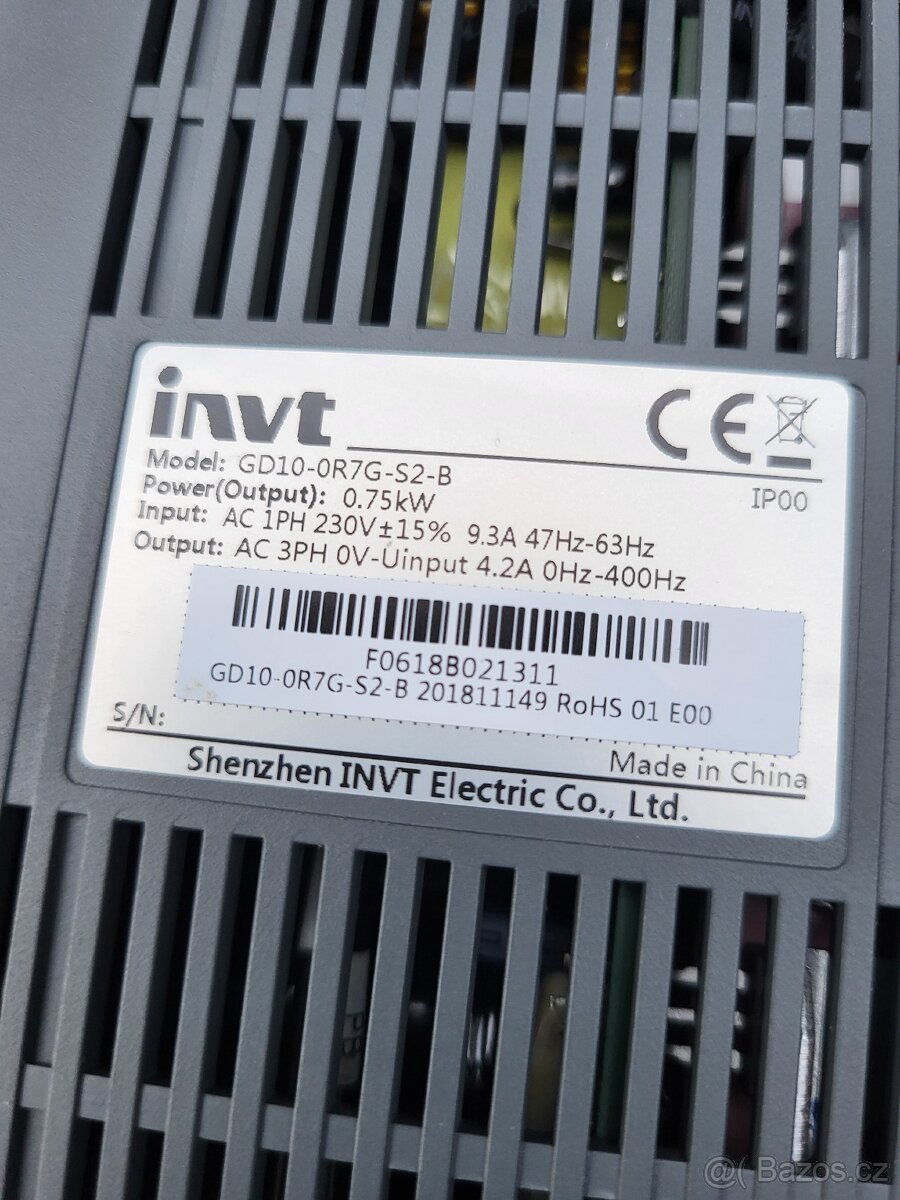 invt
CE
Model: GD10-0R7G-S2-B
IP00
Power(Output): 0.75kW
Input: AC 1PH 230V±15% 9.3A 47Hz-63Hz
Output: AC 3PH 0V-Uinput 4.2A 0Hz-400Hz
F0618B021311
GD10-0R7G-S2-B 201811149 RoHS 01 E00
S/N:
Made in China
Shenzhen INVT Electric Co., Ltd.
PB
@( Bazos.cz